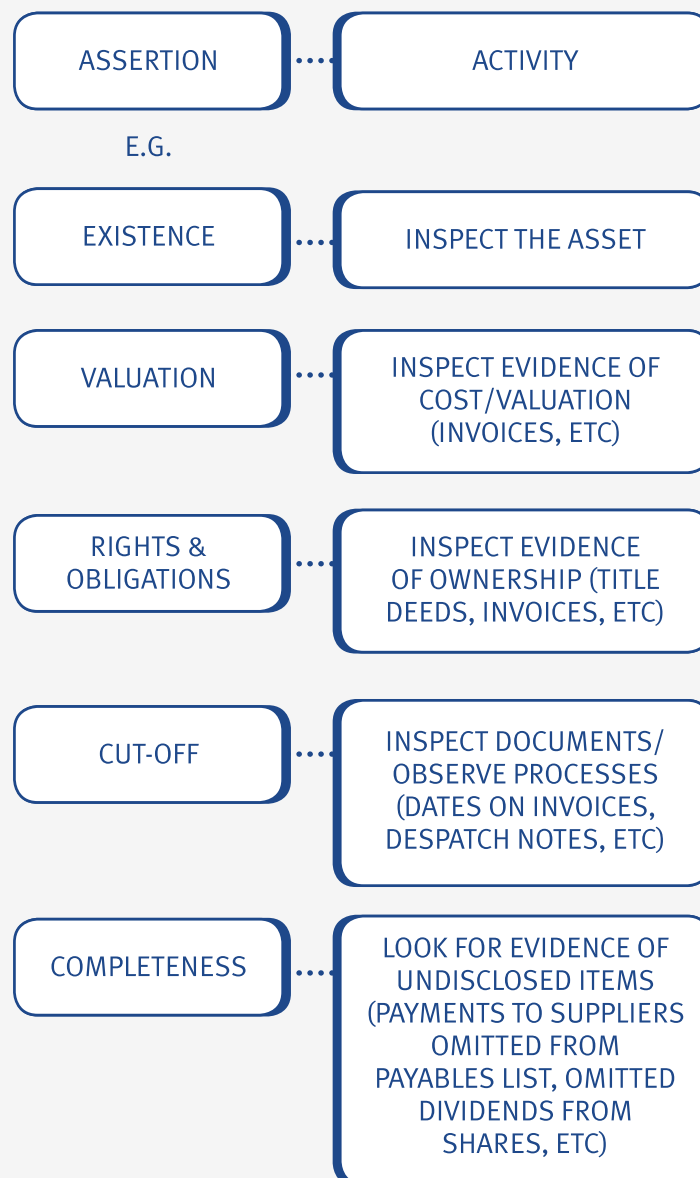 ASSERTION
ACTIVITY
E.G.
EXISTENCE
INSPECT THE ASSET
VALUATION
INSPECT EVIDENCE OF
COST/VALUATION
(INVOICES, ETC)
RIGHTS &
OBLIGATIONS
INSPECT EVIDENCE
OF OWNERSHIP (TITLE
DEEDS, INVOICES, ETC)
CUT-OFF
INSPECT DOCUMENTS/
OBSERVE PROCESSES
(DATES ON INVOICES,
DESPATCH NOTES, ETC)
COMPLETENESS
LOOK FOR EVIDENCE OF
UNDISCLOSED ITEMS
(PAYMENTS TO SUPPLIERS
OMITTED FROM
PAYABLES LIST, OMITTED
DIVIDENDS FROM
SHARES, ETC)